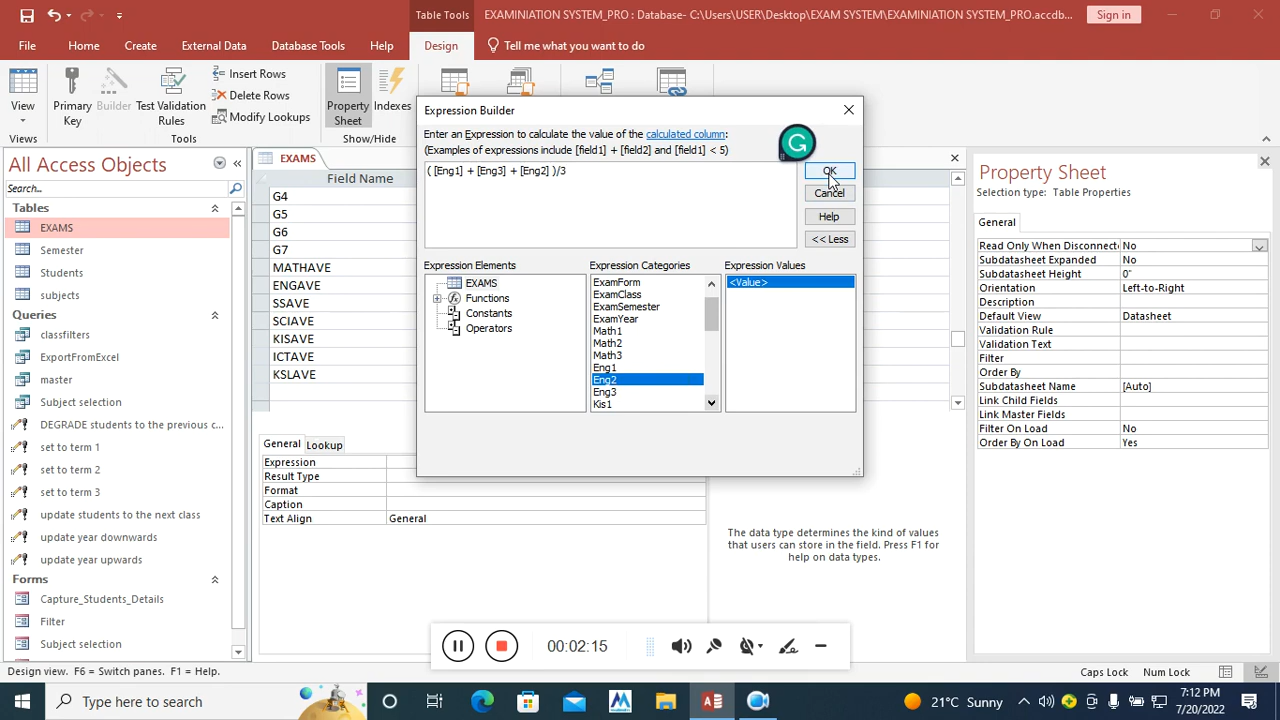 Table Tools
EXAMINIATION SYSTEM_PRO : Database- C:\Users\USER\Desktop\EXAM SYSTEM\EXAMINIATION SYSTEM_PRO.accdb...
Sign in
File
Home
Create
External Data
Database Tools
Help
Design
Tell me what you want to do
View
Primary Key
Builder
Test Validation Rules
Insert Rows
Delete Rows
Modify Lookups
Property Sheet
Indexes
Views
Tools
Show/Hide
All Access Objects
Search...
Tables
EXAMS
Semester
Students
subjects
Queries
classfilters
ExportFromExcel
master
Subject selection
DEGRADE students to the previous c...
set to term 1
set to term 2
set to term 3
update students to the next class
update year downwards
update year upwards
Forms
Capture_Students_Details
Filter
Subject selection
EXAMS
Field Name
G4
G5
G6
G7
MATHAVE
ENGAVE
SSAVE
SCIAVE
KISAVE
ICTAVE
KSLAVE
General
Lookup
Expression
Result Type
Format
Caption
Text Align
General
Expression Builder
Enter an Expression to calculate the value of the calculated column:
(Examples of expressions include [field1] + [field2] and [field1] < 5)
( [Eng1] + [Eng3] + [Eng2] )/3
OK
Cancel
Help
<< Less
Expression Elements
EXAMS
Functions
Constants
Operators
Expression Categories
ExamForm
ExamClass
ExamSemester
ExamYear
Math1
Math2
Math3
Eng1
Eng2
Eng3
Kis1
Expression Values
<Value>
The data type determines the kind of values
that users can store in the field. Press F1 for
help on data types.
Property Sheet
Selection type: Table Properties
General
Read Only When Disconnecte No
Subdatasheet Expanded No
Subdatasheet Height 0"
Orientation Left-to-Right
Description
Default View Datasheet
Validation Rule
Validation Text
Filter
Order By
Subdatasheet Name [Auto]
Link Child Fields
Link Master Fields
Filter On Load No
Order By On Load Yes
00:02:15
Design view. F6 = Switch panes. F1 = Help.
Caps Lock
Num Lock
Type here to search
21°C Sunny
7:12 PM
7/20/2022